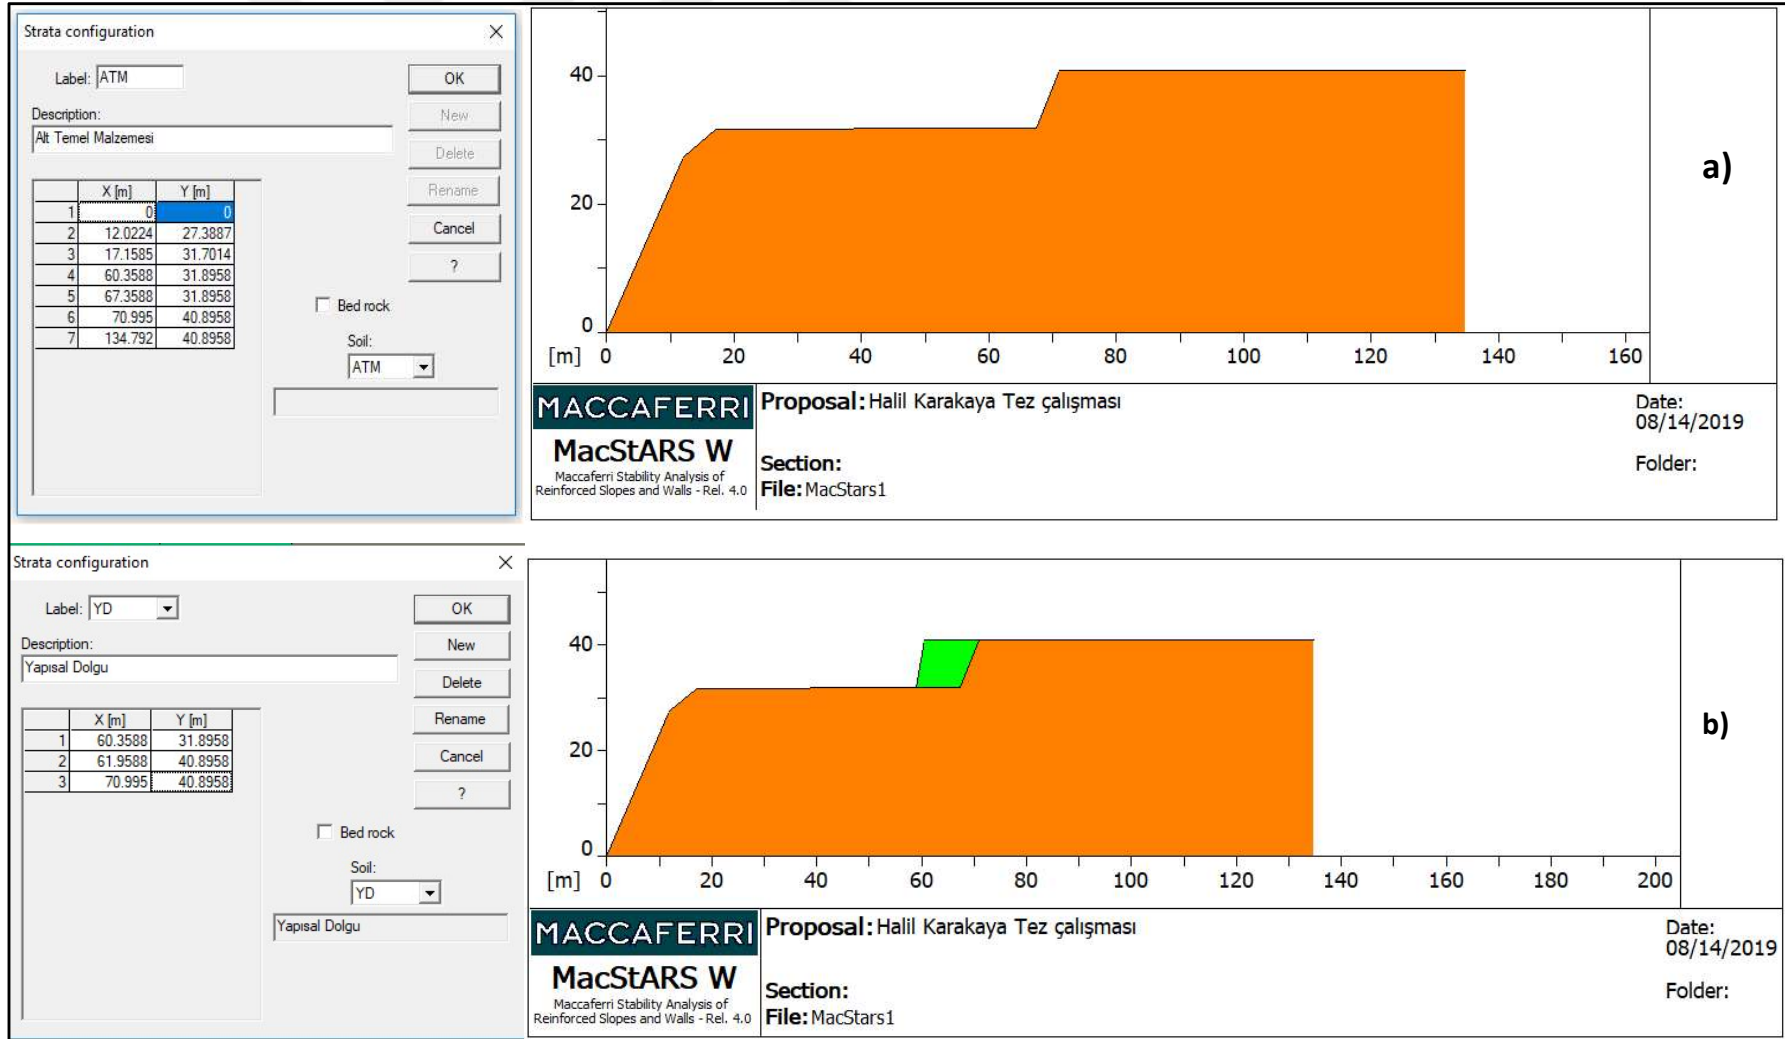 Strata configuration
Label: ATM
OK
Description:
New
Alt Temel Malzemesi
Delete
Rename
X [m] Y [m]
1 0 0
2 12.0224 27.3887
3 17.1585 31.7014
4 60.3588 31.8958
5 67.3588 31.8958
6 70.995 40.8958
7 134.792 40.8958
Cancel
?
Bed rock
Soil:
ATM
40
20
0
[m] 0 20 40 60 80 100 120 140 160
a)
MACCAFERRI
MacStARS W
Maccaferri Stability Analysis of
Reinforced Slopes and Walls - Rel. 4.0
Proposal: Halil Karakaya Tez çalışması
Section:
File: MacStars1
Date:
08/14/2019
Folder:
Strata configuration
Label: YD
OK
Description:
New
Yapısal Dolgu
Delete
Rename
X [m] Y [m]
1 60.3588 31.8958
2 61.9588 40.8958
3 70.995 40.8958
Cancel
?
Bed rock
Soil:
YD
Yapısal Dolgu
40
20
0
[m] 0 20 40 60 80 100 120 140 160 180 200
b)
MACCAFERRI
MacStARS W
Maccaferri Stability Analysis of
Reinforced Slopes and Walls - Rel. 4.0
Proposal: Halil Karakaya Tez çalışması
Section:
File: MacStars1
Date:
08/14/2019
Folder: